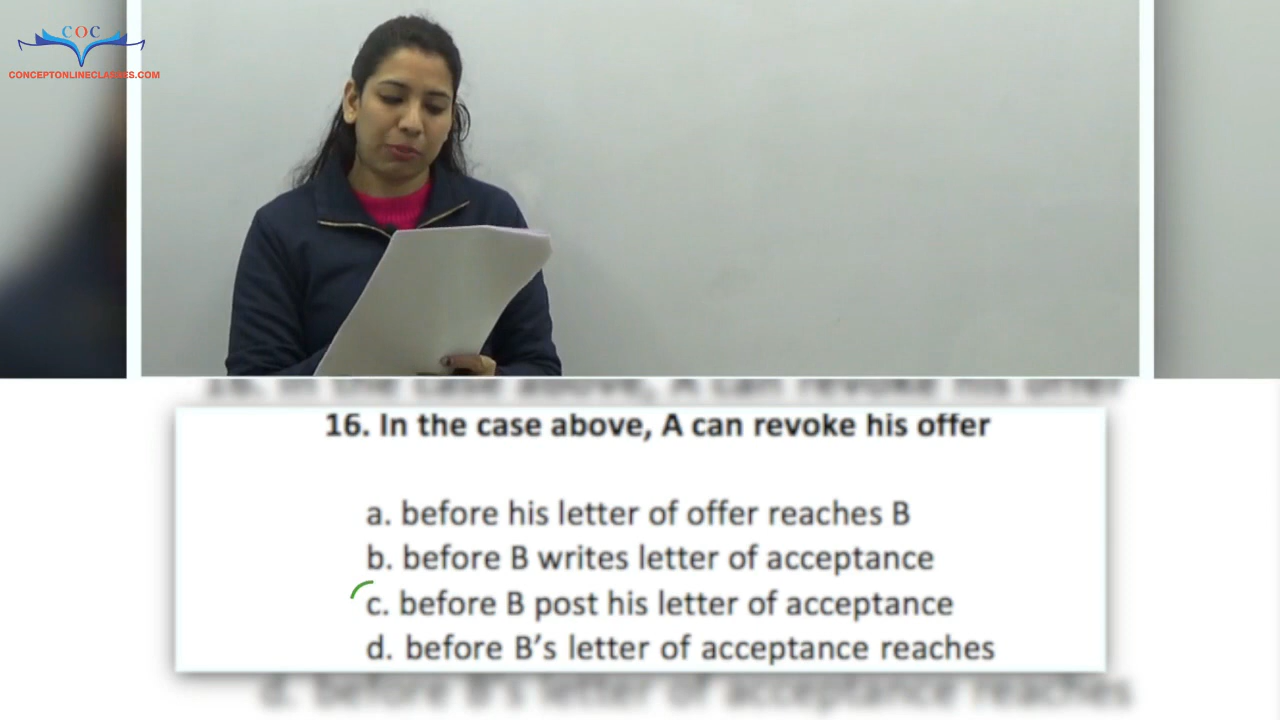 COC
CONCEPTONLINECLASSES.COM
16. In the case above, A can revoke his offer
a. before his letter of offer reaches B
b. before B writes letter of acceptance
c. before B post his letter of acceptance
d. before B’s letter of acceptance reaches